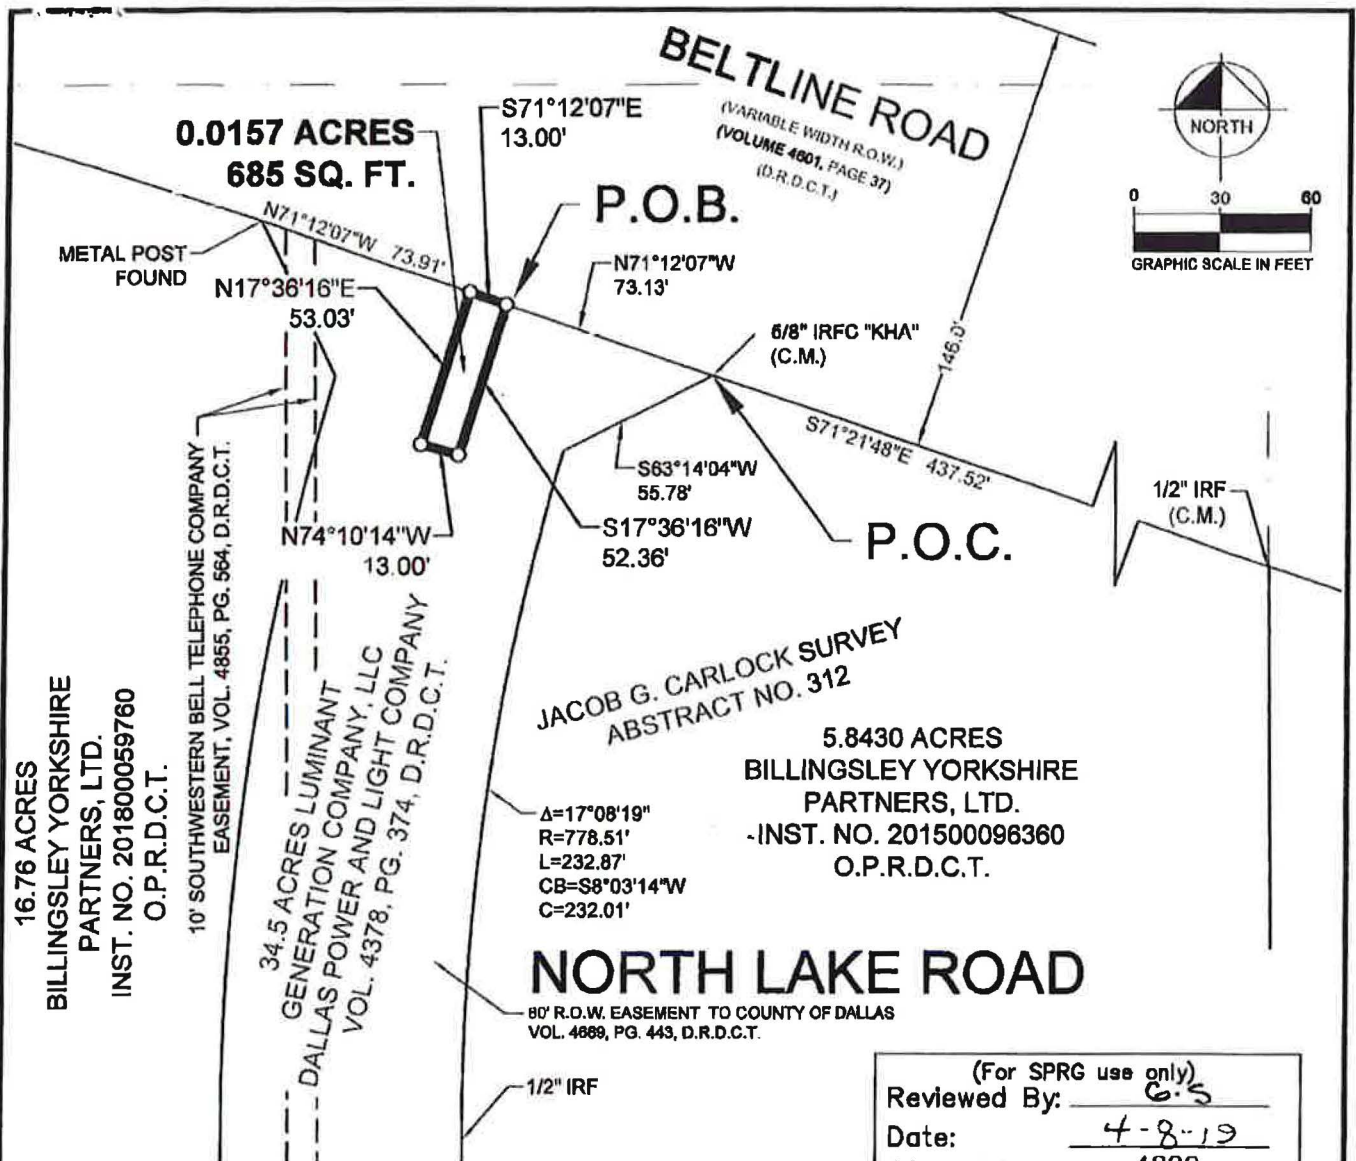 BELTLINE ROAD
(VARIABLE WIDTH R.O.W.)
(VOLUME 4601, PAGE 37)
(D.R.D.C.T.)
NORTH
0 30 60
GRAPHIC SCALE IN FEET
S71°12'07"E
13.00'
0.0157 ACRES
685 SQ. FT.
P.O.B.
N71°12'07"W 73.91'
METAL POST
FOUND
N17°36'16"E
53.03'
N71°12'07"W
73.13'
5/8" IRFC "KHA"
(C.M.)
146.0'
S71°21'48"E 437.52'
S63°14'04"W
55.78'
S17°36'16"W
52.36'
P.O.C.
1/2" IRF
(C.M.)
N74°10'14"W
13.00'
10' SOUTHWESTERN BELL TELEPHONE COMPANY
EASEMENT, VOL. 4855, PG. 564, D.R.D.C.T.
16.76 ACRES
BILLINGSLEY YORKSHIRE
PARTNERS, LTD.
INST. NO. 201800059760
O.P.R.D.C.T.
34.5 ACRES LUMINANT
GENERATION COMPANY, LLC
DALLAS POWER AND LIGHT COMPANY
VOL. 4378, PG. 374, D.R.D.C.T.
JACOB G. CARLOCK SURVEY
ABSTRACT NO. 312
5.8430 ACRES
BILLINGSLEY YORKSHIRE
PARTNERS, LTD.
INST. NO. 201500096360
O.P.R.D.C.T.
Δ=17°08'19"
R=778.51'
L=232.87'
CB=S8°03'14"W
C=232.01'
NORTH LAKE ROAD
80' R.O.W. EASEMENT TO COUNTY OF DALLAS
VOL. 4669, PG. 443, D.R.D.C.T.
1/2" IRF
(For SPRG use only)
Reviewed By: G.S
Date: 4-8-19